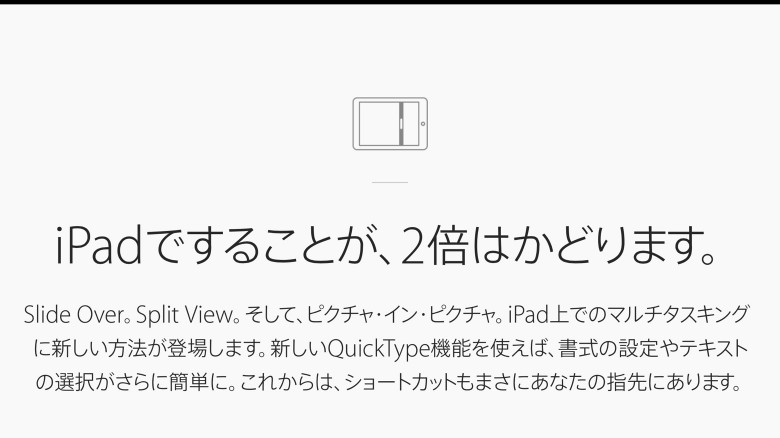 iPadですることが、2倍はかどります。
Slide Over。Split View。そして、ピクチャ・イン・ピクチャ。iPad上でのマルチタスキング
に新しい方法が登場します。新しいQuickType機能を使えば、書式の設定やテキスト
の選択がさらに簡単に。これからは、ショートカットもまさにあなたの指先にあります。